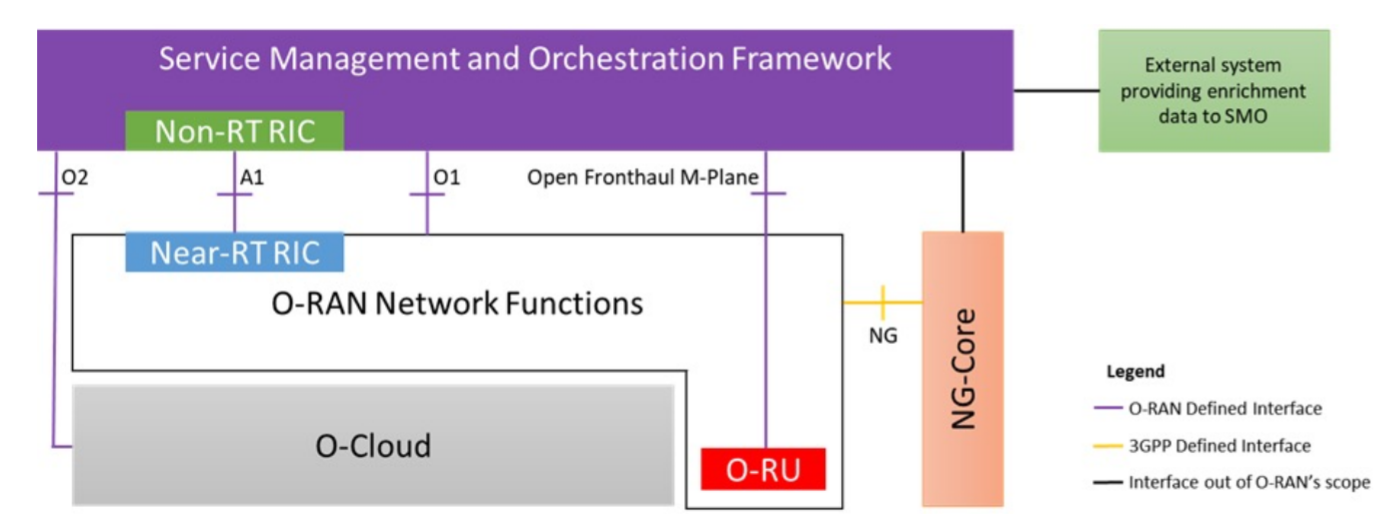 Service Management and Orchestration Framework
External system
providing enrichment
data to SMO
Non-RT RIC
O2
A1
O1
Open Fronthaul M-Plane
Near-RT RIC
O-RAN Network Functions
NG
NG-Core
O-Cloud
O-RU
Legend
O-RAN Defined Interface
3GPP Defined Interface
Interface out of O-RAN's scope